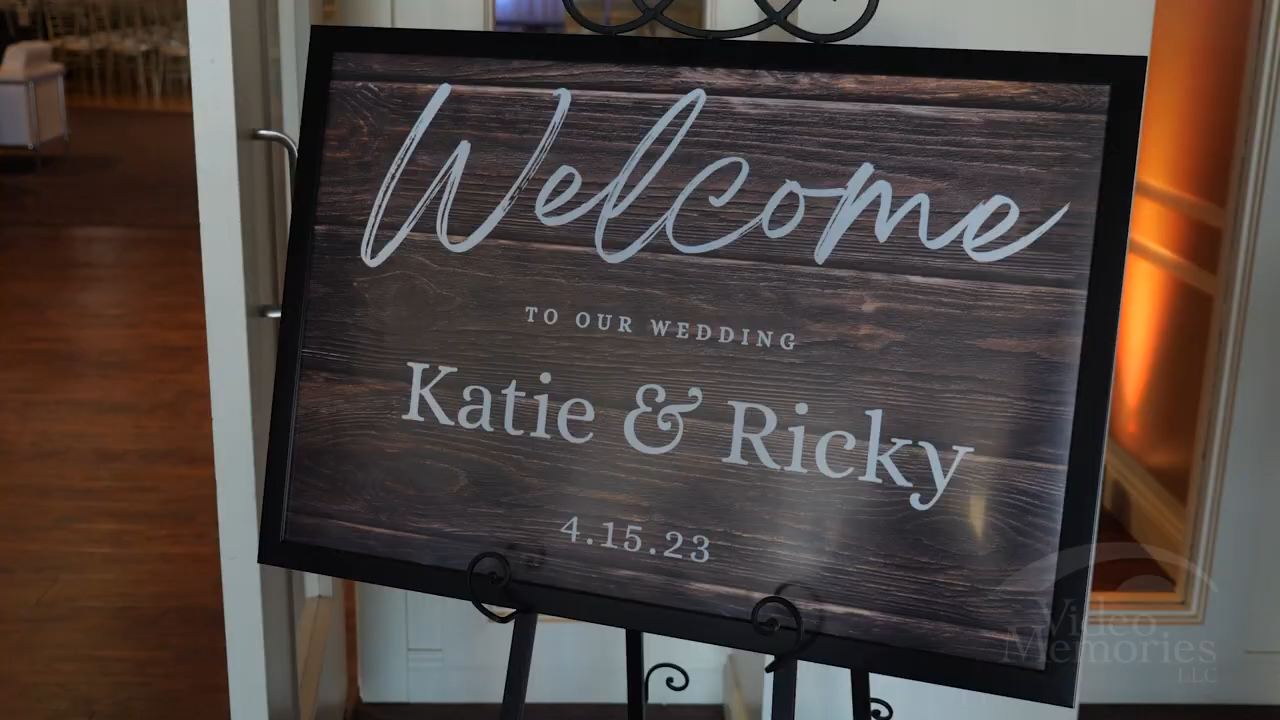 Welcome
TO OUR WEDDING
Katie & Ricky
4.15.23
Video
Memories
LLC